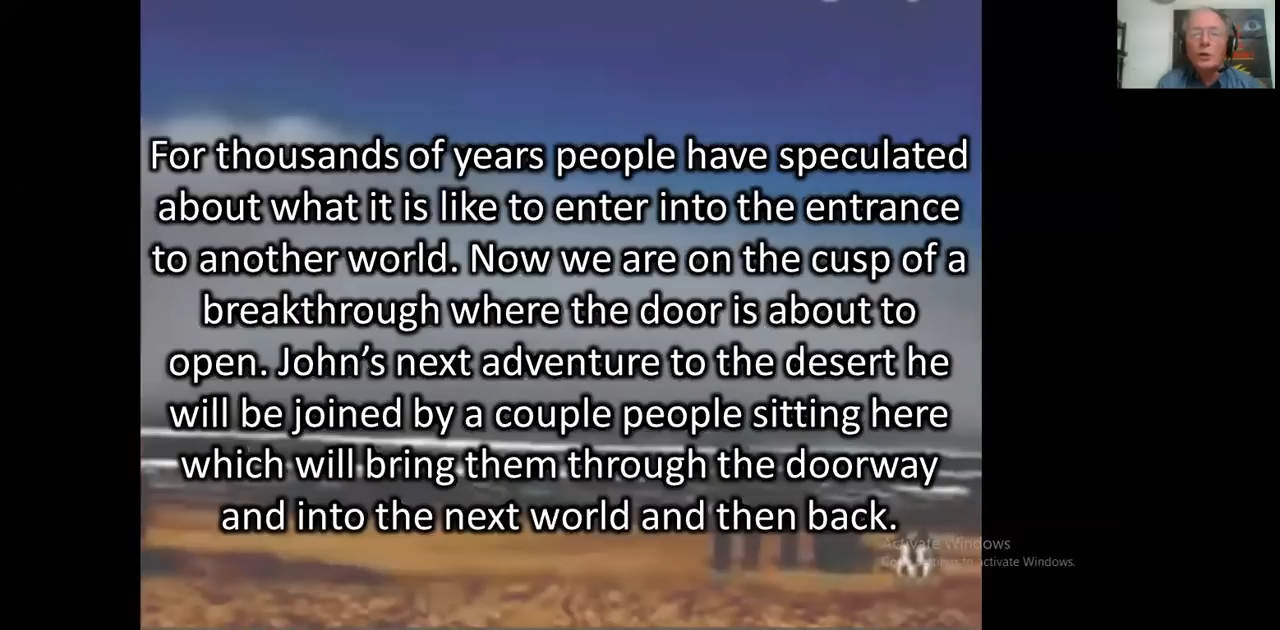 For thousands of years people have speculated
about what it is like to enter into the entrance
to another world. Now we are on the cusp of a
breakthrough where the door is about to
open. John’s next adventure to the desert he
will be joined by a couple people sitting here
which will bring them through the doorway
and into the next world and then back.
Activate Windows
to activate Windows.